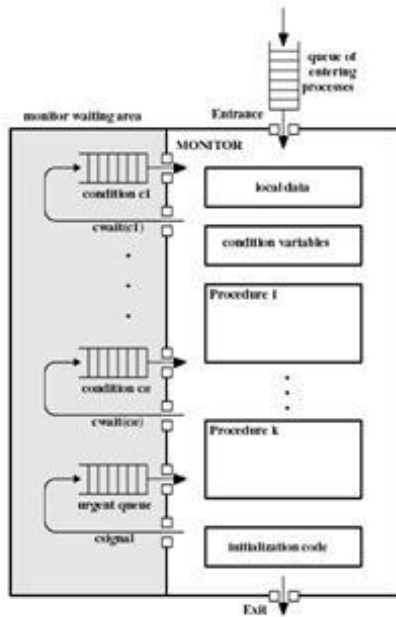 queue of
entering
processes
Entrance
monitor waiting area
MONITOR
condition c1
local data
cwait(c1)
condition variables
Procedure 1
condition cn
cwait(cn)
Procedure k
urgent queue
csignal
initialization code
Exit